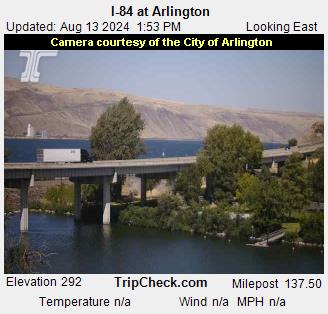 I-84 at Arlington
Updated: Aug 13 2024 1:53 PM Looking East
Camera courtesy of the City of Arlington
Elevation 292 TripCheck.com Milepost 137.50
Temperature n/a Wind n/a MPH n/a